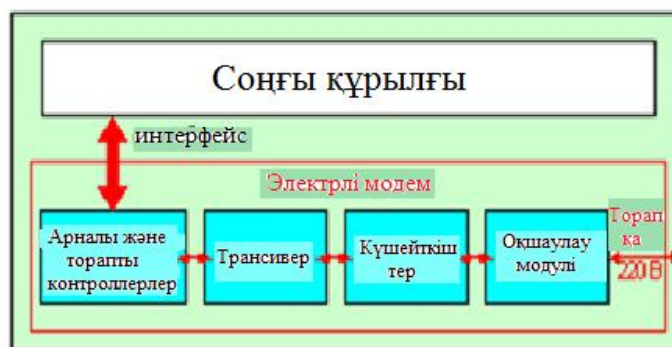 Соңғы құрылғы
интерфейс
Электрлі модем
Арналы және
торапты
контроллерлер
Трансивер
Күшейткіш
тер
Оқшаулау
модулі
Торап
қа
220 В